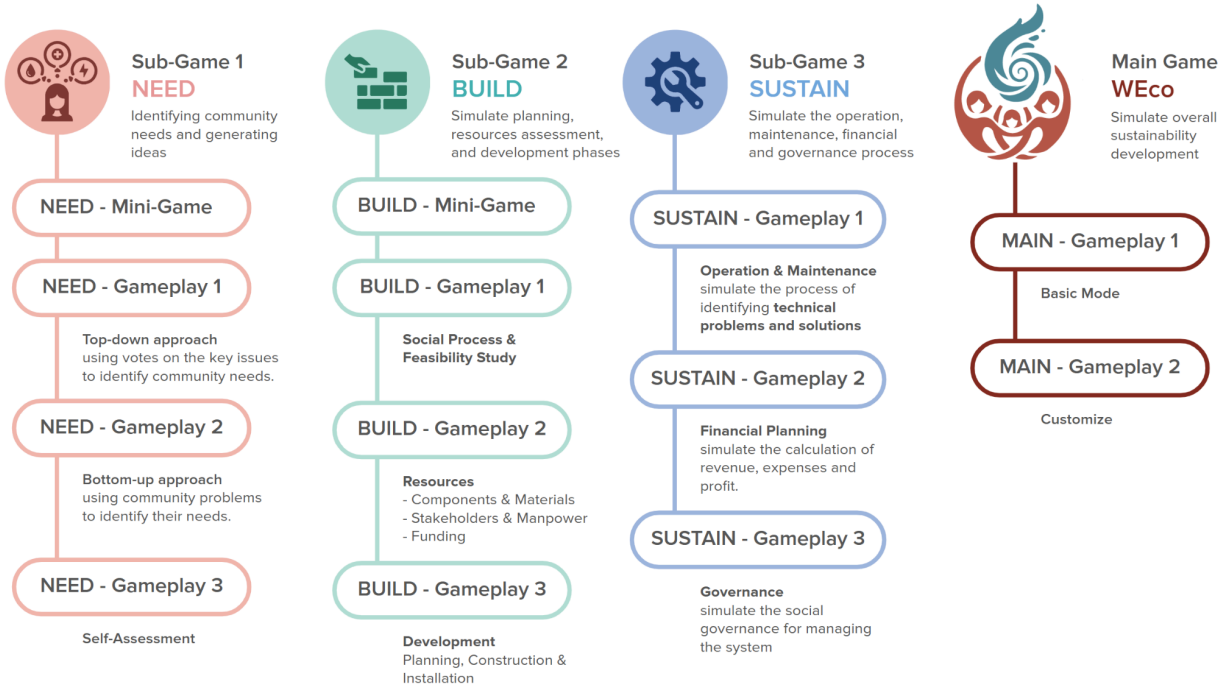 Sub-Game 1
NEED
Identifying community
needs and generating
ideas
NEED - Mini-Game
NEED - Gameplay 1
Top-down approach
using votes on the key issues
to identify community needs.
NEED - Gameplay 2
Bottom-up approach
using community problems
to identify their needs.
NEED - Gameplay 3
Self-Assessment
Sub-Game 2
BUILD
Simulate planning,
resources assessment,
and development phases
BUILD - Mini-Game
BUILD - Gameplay 1
Social Process &
Feasibility Study
BUILD - Gameplay 2
Resources
- Components & Materials
- Stakeholders & Manpower
- Funding
BUILD - Gameplay 3
Development
Planning, Construction &
Installation
Sub-Game 3
SUSTAIN
Simulate the operation,
maintenance, financial
and governance process
SUSTAIN - Gameplay 1
Operation & Maintenance
simulate the process of
identifying technical
problems and solutions
SUSTAIN - Gameplay 2
Financial Planning
simulate the calculation of
revenue, expenses and
profit.
SUSTAIN - Gameplay 3
Governance
simulate the social
governance for managing
the system
Main Game
WEco
Simulate overall
sustainability
development
MAIN - Gameplay 1
Basic Mode
MAIN - Gameplay 2
Customize